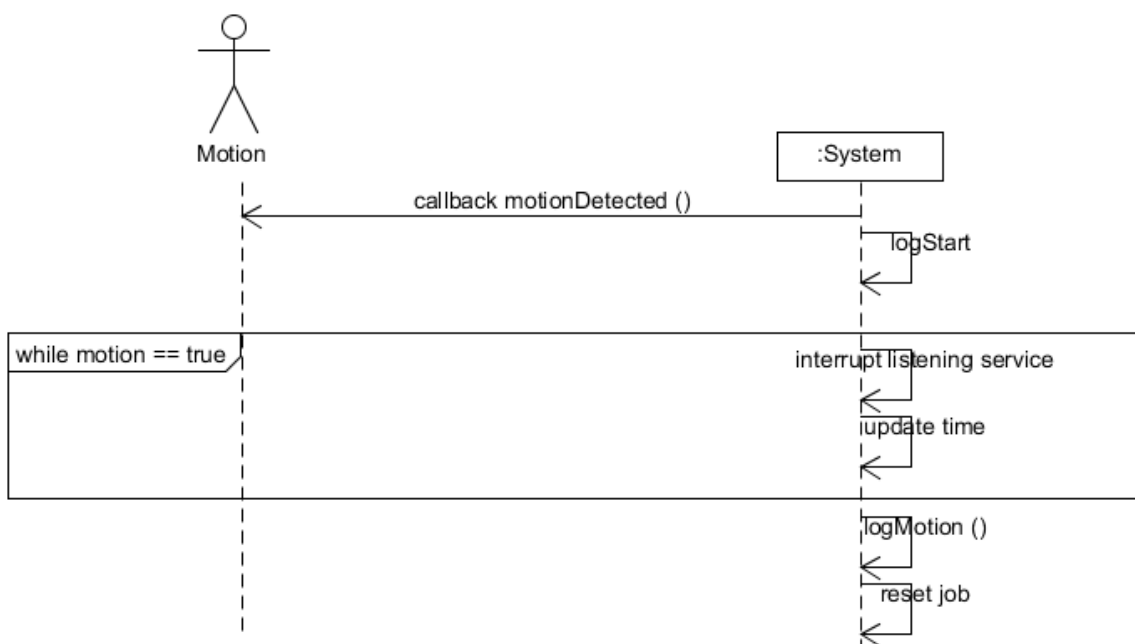 Motion
:System
callback motionDetected ()
logStart
while motion == true
interrupt listening service
update time
logMotion ()
reset job